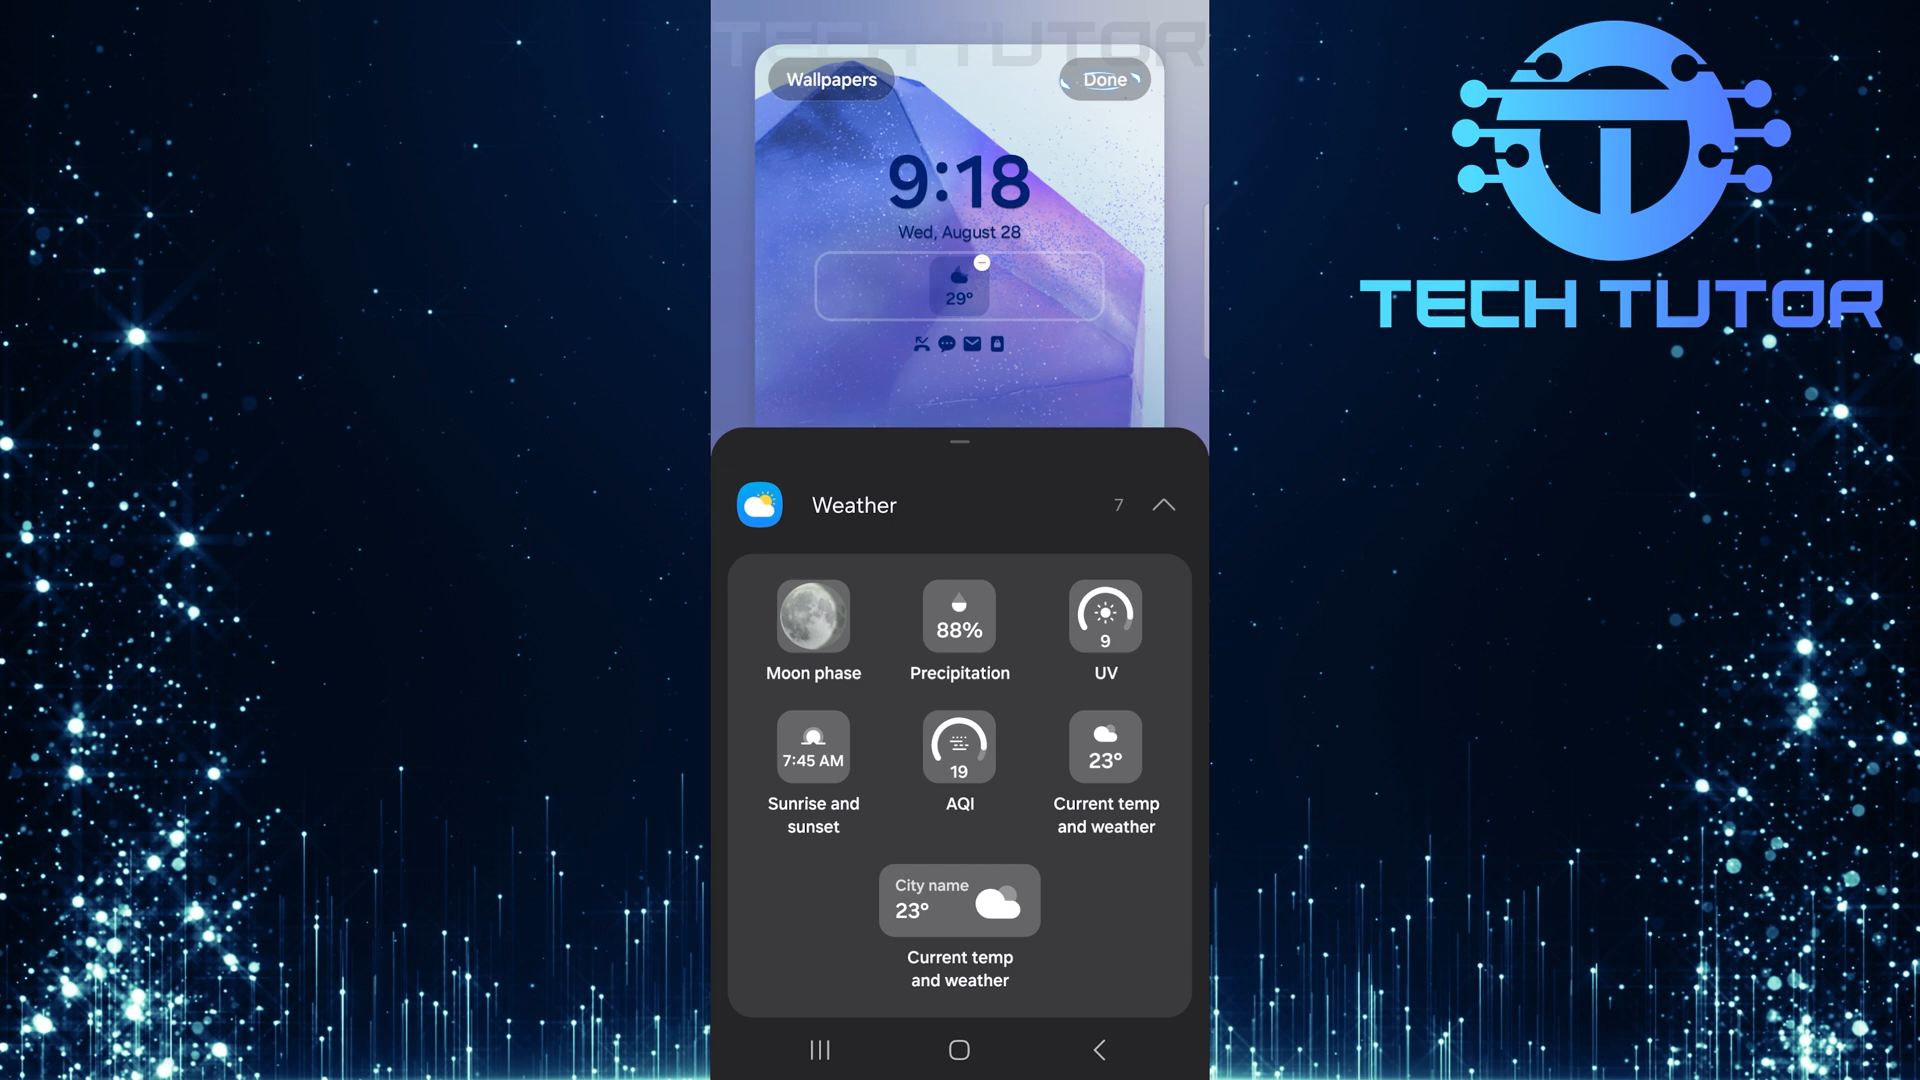 TECH TUTOR
Wallpapers
Done
9:18
Wed, August 28
29°
TECH TUTOR
Weather
7
88%
9
Moon phase
Precipitation
UV
7:45 AM
19
23°
Sunrise and
sunset
AQI
Current temp
and weather
City name
23°
Current temp
and weather